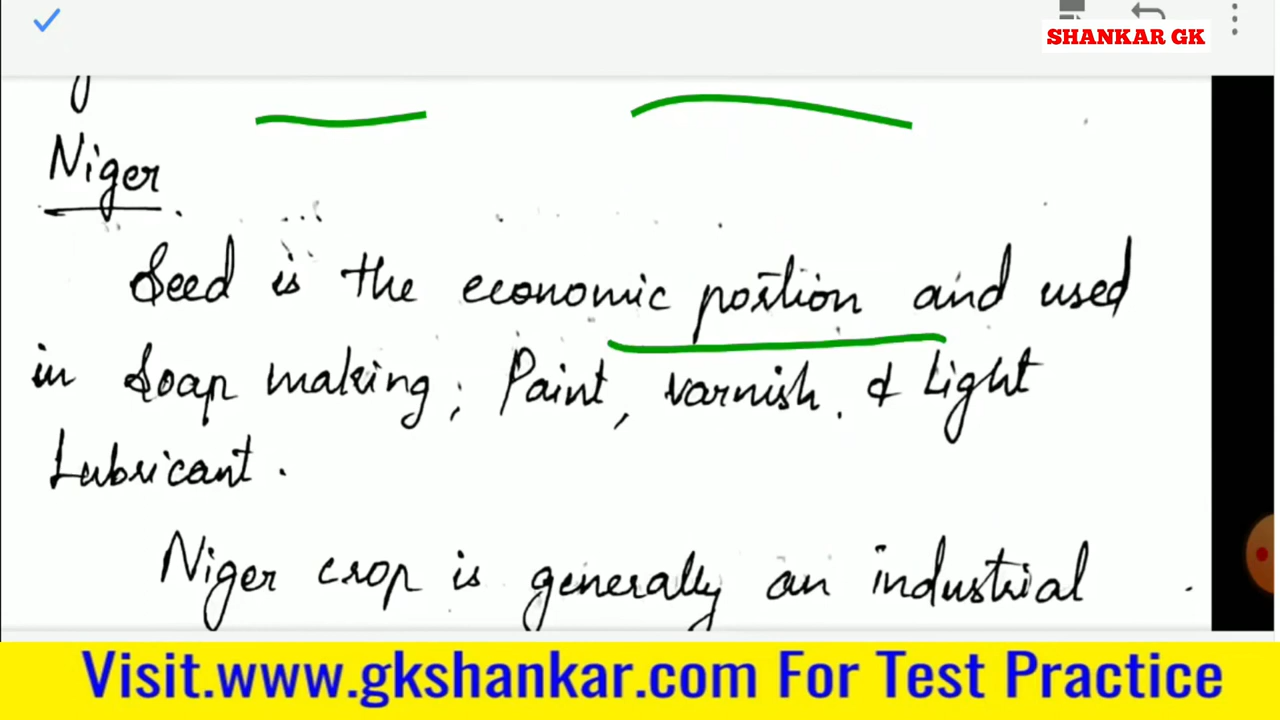 SHANKAR GK
Niger
Seed is the economic portion and used
in Soap making; Paint, varnish. & Light
Lubricant.
Niger crop is generally an industrial
Visit.www.gkshankar.com For Test Practice